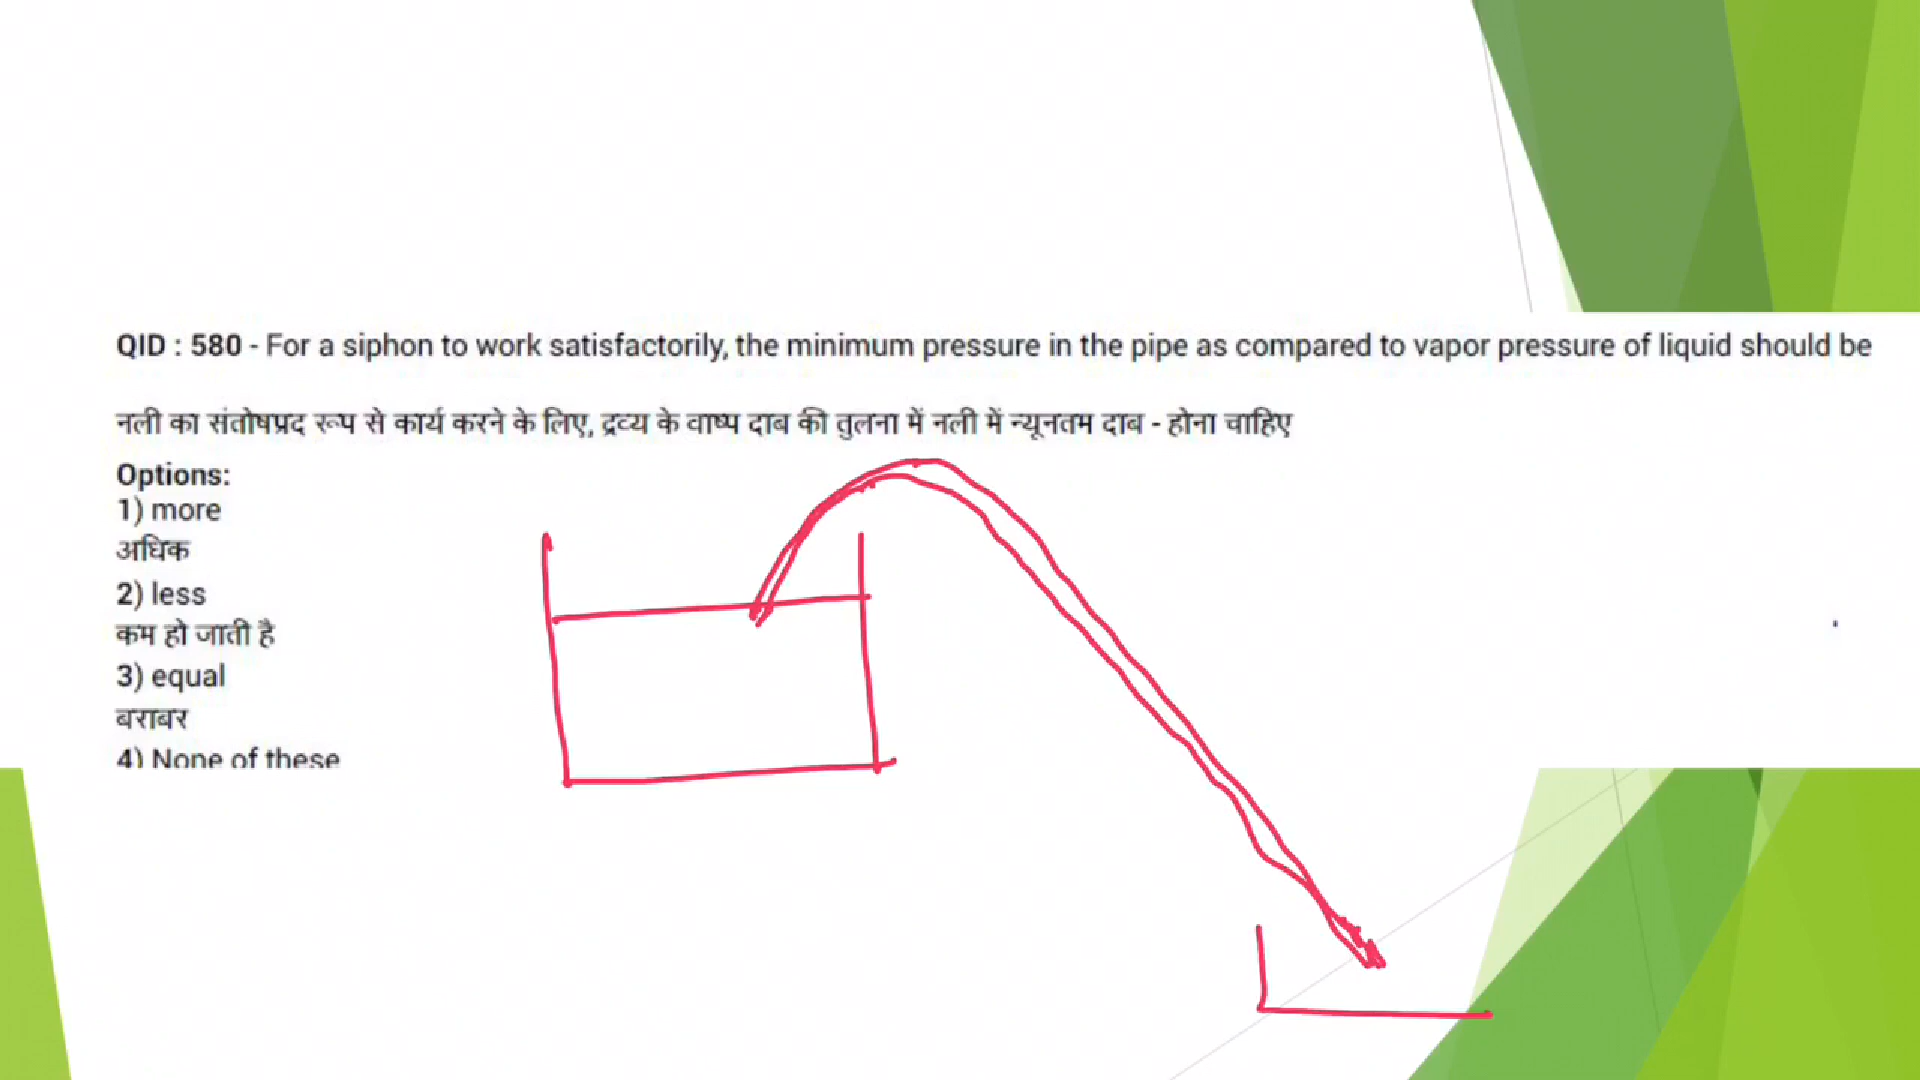 QID : 580 - For a siphon to work satisfactorily, the minimum pressure in the pipe as compared to vapor pressure of liquid should be
नली का संतोषप्रद रूप से कार्य करने के लिए, द्रव्य के वाष्प दाब की तुलना में नली में न्यूनतम दाब - होना चाहिए
Options:
1) more
अधिक
2) less
कम हो जाती है
3) equal
बराबर
4) None of these